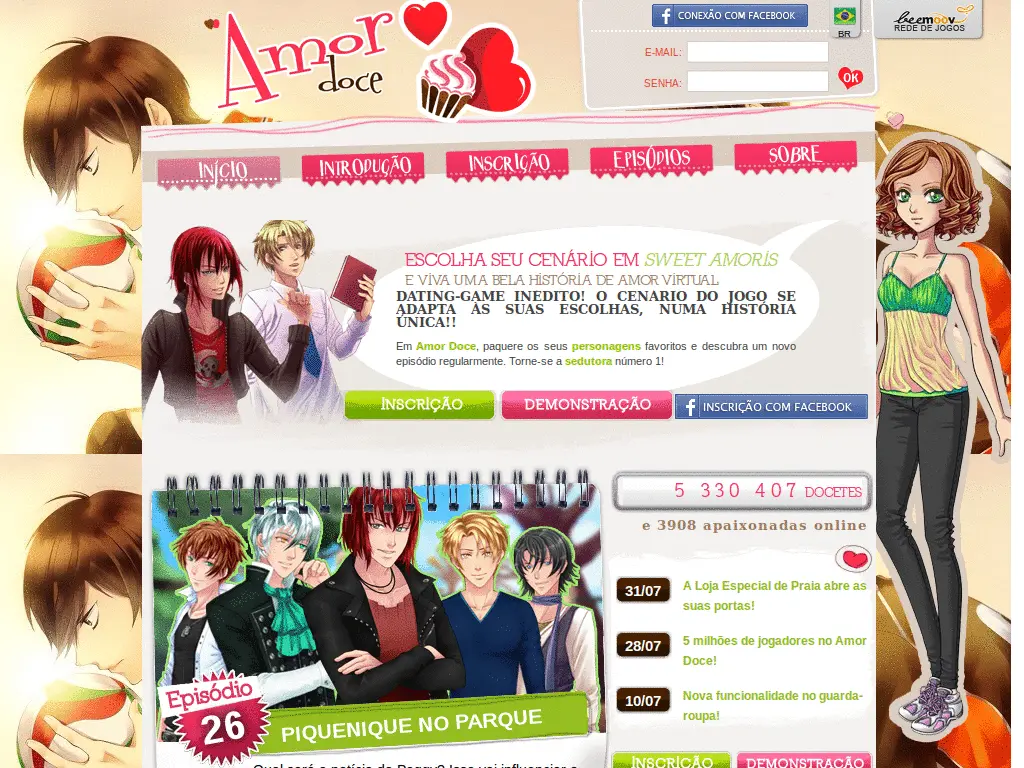 Amor
doce
CONEXÃO COM FACEBOOK
BR
beemoov
REDE DE JOGOS
E-MAIL:
SENHA:
OK
INÍCIO
INTRODUÇÃO
INSCRIÇÃO
EPISÓDIOS
SOBRE
ESCOLHA SEU CENÁRIO EM SWEET AMORIS
E VIVA UMA BELA HISTÓRIA DE AMOR VIRTUAL
DATING-GAME INEDITO! O CENARIO DO JOGO SE
ADAPTA ÀS SUAS ESCOLHAS, NUMA HISTÓRIA
ÚNICA!!
Em Amor Doce, paquere os seus personagens favoritos e descubra um novo
episódio regularmente. Torne-se a sedutora número 1!
INSCRIÇÃO
DEMONSTRAÇÃO
INSCRIÇÃO COM FACEBOOK
5 330 407 DOCETES
e 3908 apaixonadas online
31/07
A Loja Especial de Praia abre as
suas portas!
28/07
5 milhões de jogadores no Amor
Doce!
10/07
Nova funcionalidade no guarda-
roupa!
Episódio
26
PIQUENIQUE NO PARQUE
Qual será a notícia da Peggy? Isso vai influenciar o
INSCRIÇÃO
DEMONSTRAÇÃO